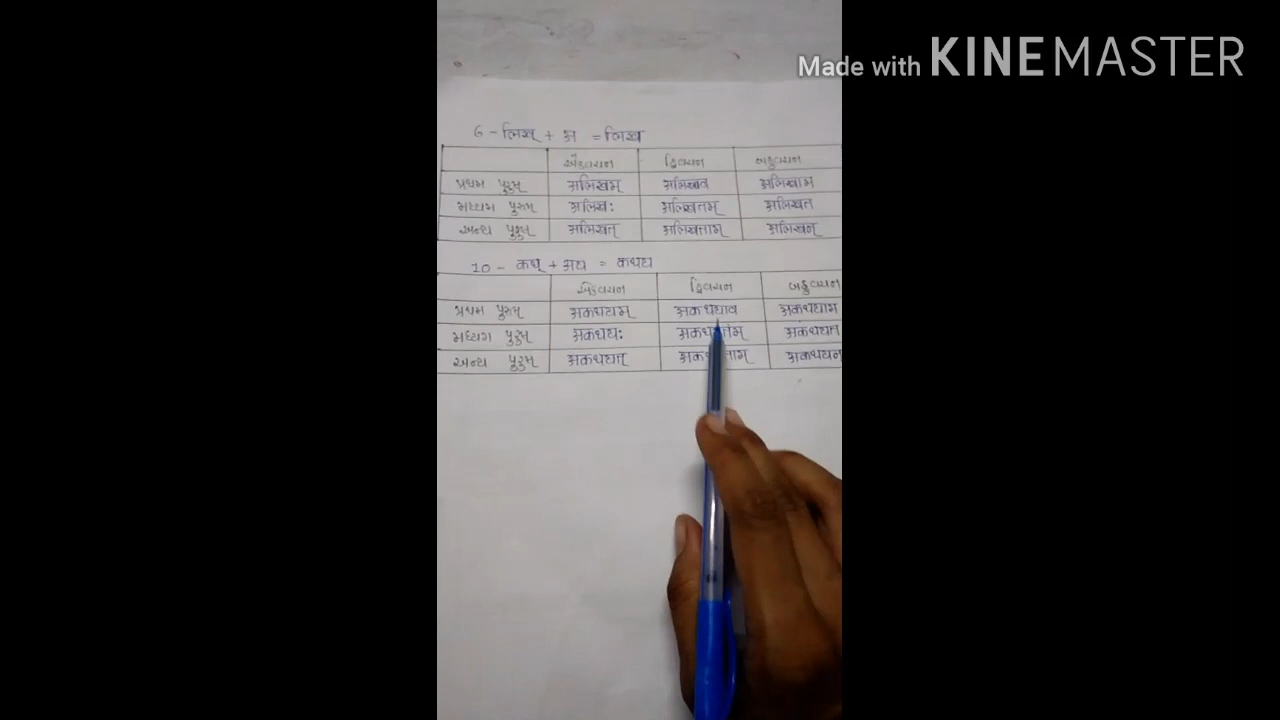 Made with KINEMASTER
6 - लिख् + अ = लिख
एकवचन द्विवचन बहुवचन
प्रथम पुरुष अलिखम् अलिखाव अलिखाम
मध्यम पुरुष अलिखः अलिखतम् अलिखत
अन्य पुरुष अलिखत् अलिखताम् अलिखन्
10 - कथ् + अय = कथय
एकवचन द्विवचन बहुवचन
प्रथम पुरुष अकथयम् अकथयाव अकथयाम
मध्यम पुरुष अकथयः अकथयत
अन्य पुरुष अकथयत् अकथयन